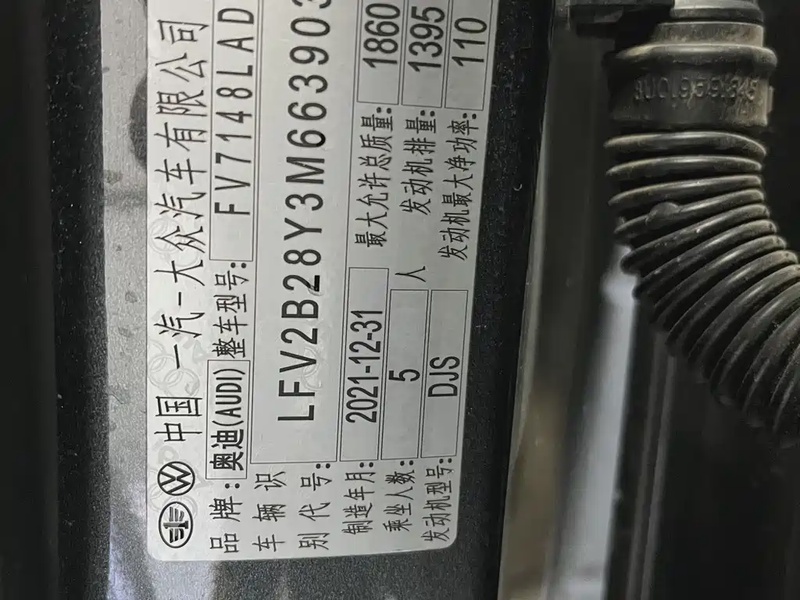 中国 一汽-大众汽车有限公司
品牌: 奥迪(AUDI) 整车型号: FV7148LAD
车辆识别代号: LFV2B28Y3M663903
制造年月: 2021-12-31 最大允许总质量: 1860
乘坐人数: 5 人 发动机排量: 1395
发动机型号: DJS 发动机最大净功率: 110